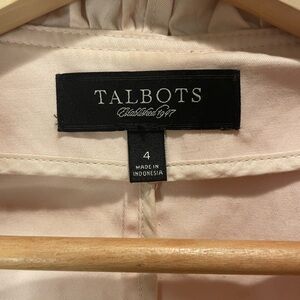 TALBOTS
Established 1947
4
MADE IN
INDONESIA